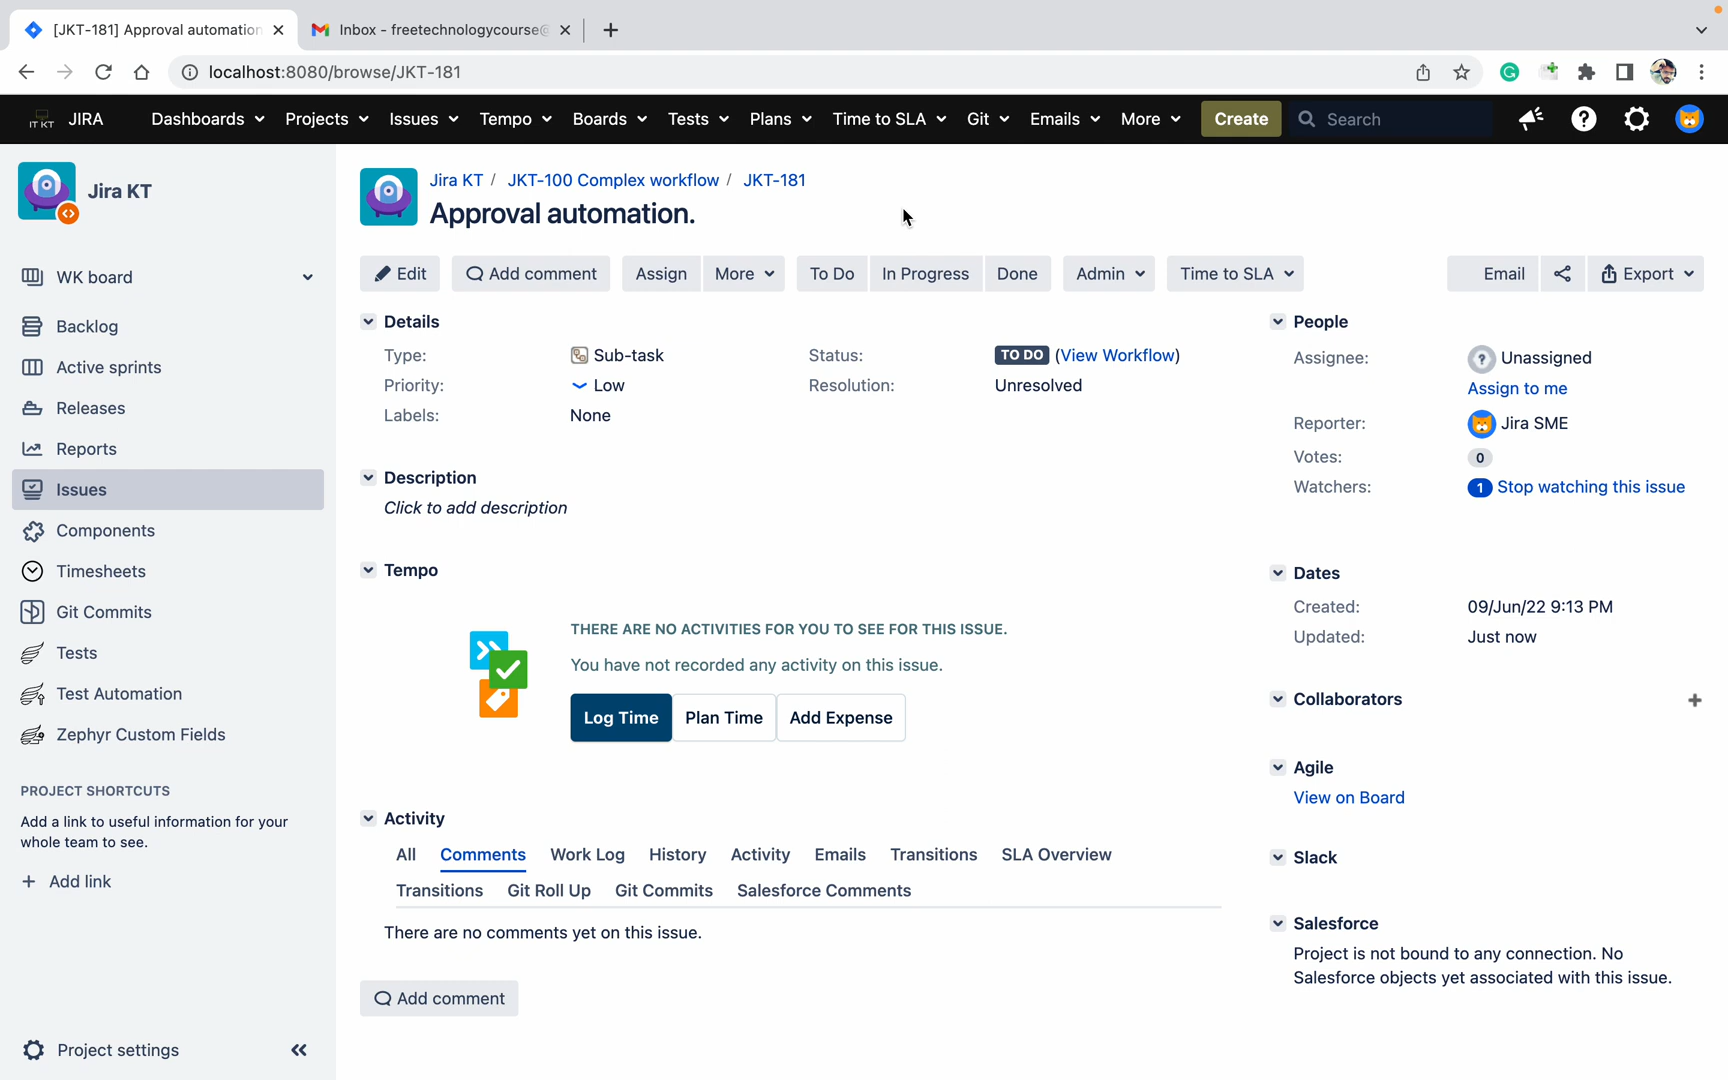 [JKT-181] Approval automation
Inbox - freetechnologycourse@
localhost:8080/browse/JKT-181
IT KT
JIRA
Dashboards
Projects
Issues
Tempo
Boards
Tests
Plans
Time to SLA
Git
Emails
More
Create
Search
Jira KT
WK board
Backlog
Active sprints
Releases
Reports
Issues
Components
Timesheets
Git Commits
Tests
Test Automation
Zephyr Custom Fields
PROJECT SHORTCUTS
Add a link to useful information for your
whole team to see.
+ Add link
Project settings
Jira KT / JKT-100 Complex workflow / JKT-181
Approval automation.
Edit
Add comment
Assign
More
To Do
In Progress
Done
Admin
Time to SLA
Email
Export
Details
Type: Sub-task
Priority: Low
Labels: None
Status: TO DO (View Workflow)
Resolution: Unresolved
Description
Click to add description
Tempo
THERE ARE NO ACTIVITIES FOR YOU TO SEE FOR THIS ISSUE.
You have not recorded any activity on this issue.
Log Time
Plan Time
Add Expense
Activity
All Comments Work Log History Activity Emails Transitions SLA Overview
Transitions Git Roll Up Git Commits Salesforce Comments
There are no comments yet on this issue.
Add comment
People
Assignee: Unassigned
Assign to me
Reporter: Jira SME
Votes: 0
Watchers: 1 Stop watching this issue
Dates
Created: 09/Jun/22 9:13 PM
Updated: Just now
Collaborators
Agile
View on Board
Slack
Salesforce
Project is not bound to any connection. No
Salesforce objects yet associated with this issue.